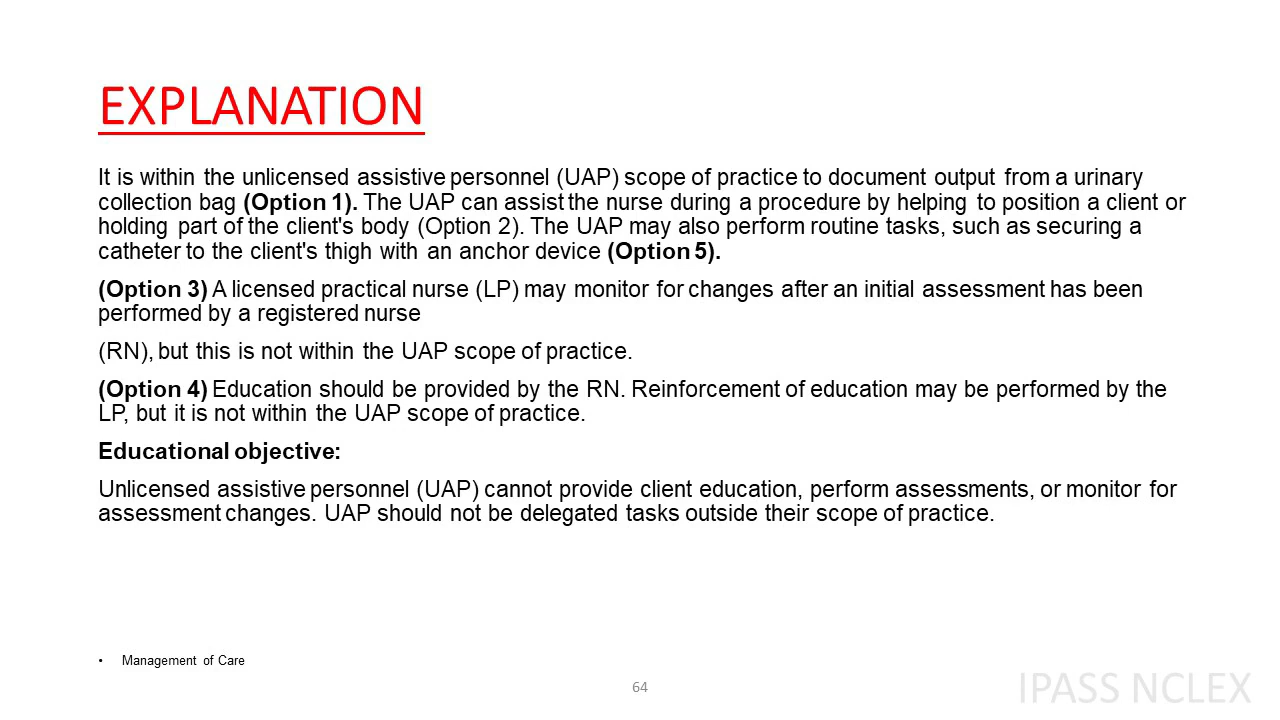 EXPLANATION
It is within the unlicensed assistive personnel (UAP) scope of practice to document output from a urinary
collection bag (Option 1). The UAP can assist the nurse during a procedure by helping to position a client or
holding part of the client's body (Option 2). The UAP may also perform routine tasks, such as securing a
catheter to the client's thigh with an anchor device (Option 5).
(Option 3) A licensed practical nurse (LP) may monitor for changes after an initial assessment has been
performed by a registered nurse
(RN), but this is not within the UAP scope of practice.
(Option 4) Education should be provided by the RN. Reinforcement of education may be performed by the
LP, but it is not within the UAP scope of practice.
Educational objective:
Unlicensed assistive personnel (UAP) cannot provide client education, perform assessments, or monitor for
assessment changes. UAP should not be delegated tasks outside their scope of practice.
• Management of Care
64
IPASS NCLEX